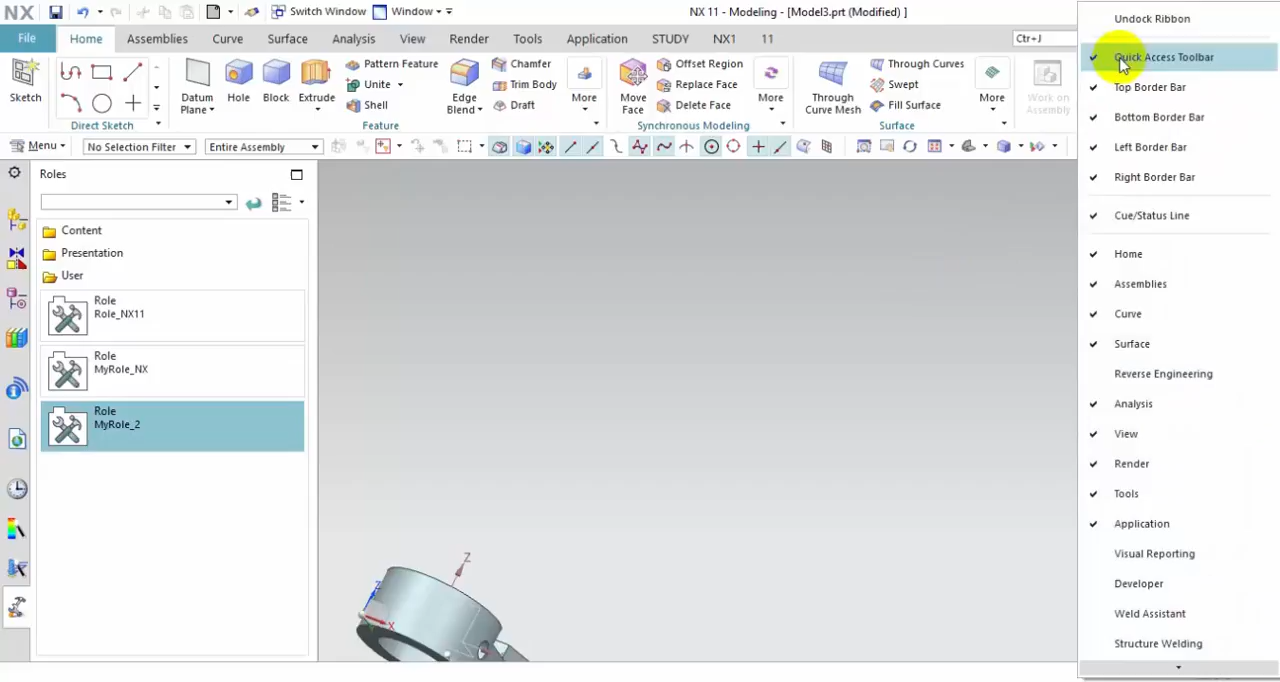 NX
Switch Window
Window
NX 11 - Modeling - [Model3.prt (Modified) ]
Undock Ribbon
File
Home
Assemblies
Curve
Surface
Analysis
View
Render
Tools
Application
STUDY
NX1
11
Ctr+J
Quick Access Toolbar
Top Border Bar
Bottom Border Bar
Left Border Bar
Right Border Bar
Cue/Status Line
Home
Assemblies
Curve
Surface
Reverse Engineering
Analysis
View
Render
Tools
Application
Visual Reporting
Developer
Weld Assistant
Structure Welding
Sketch
Direct Sketch
Datum
Plane
Hole
Block
Extrude
Pattern Feature
Unite
Shell
Feature
Edge
Blend
Chamfer
Trim Body
Draft
More
Move
Face
Offset Region
Replace Face
Delete Face
More
Synchronous Modeling
Through
Curve Mesh
Through Curves
Swept
Fill Surface
Surface
More
Work on
Assembly
Menu
No Selection Filter
Entire Assembly
Roles
Content
Presentation
User
Role
Role_NX11
Role
MyRole_NX
Role
MyRole_2
Z
Z
X